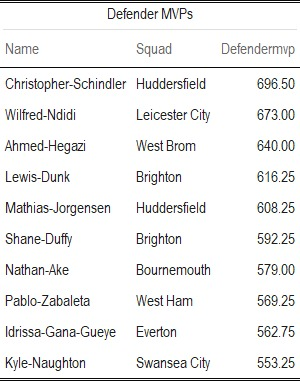 Defender MVPs
Name Squad Defendermvp
Christopher-Schindler Huddersfield 696.50
Wilfred-Ndidi Leicester City 673.00
Ahmed-Hegazi West Brom 640.00
Lewis-Dunk Brighton 616.25
Mathias-Jorgensen Huddersfield 608.25
Shane-Duffy Brighton 592.25
Nathan-Ake Bournemouth 579.00
Pablo-Zabaleta West Ham 569.25
Idrissa-Gana-Gueye Everton 562.75
Kyle-Naughton Swansea City 553.25